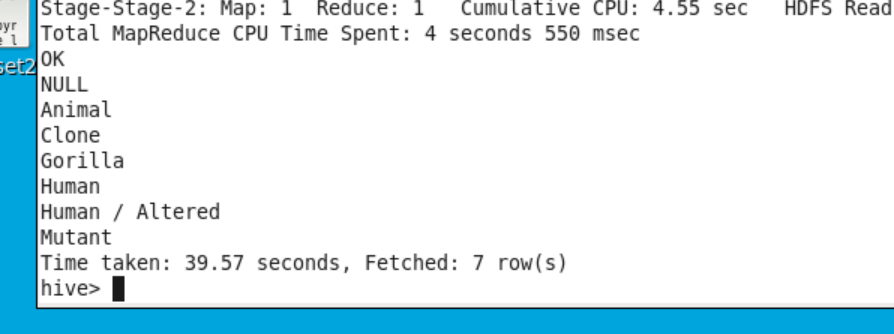 Stage-Stage-2: Map: 1  Reduce: 1   Cumulative CPU: 4.55 sec   HDFS Read
Total MapReduce CPU Time Spent: 4 seconds 550 msec
OK
NULL
Animal
Clone
Gorilla
Human
Human / Altered
Mutant
Time taken: 39.57 seconds, Fetched: 7 row(s)
hive>
set2